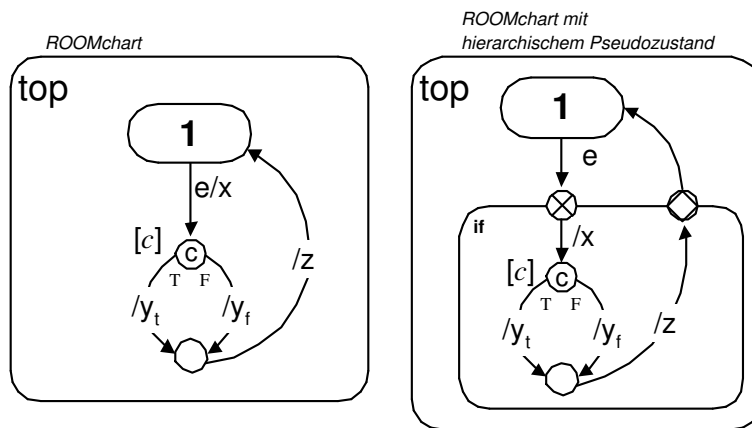 ROOMchart
top
1
e/x
[c]
C
T F
/z
/yt /yf
ROOMchart mit
hierarchischem Pseudozustand
top
1
e
if
/x
[c]
C
T F
/z
/yt /yf